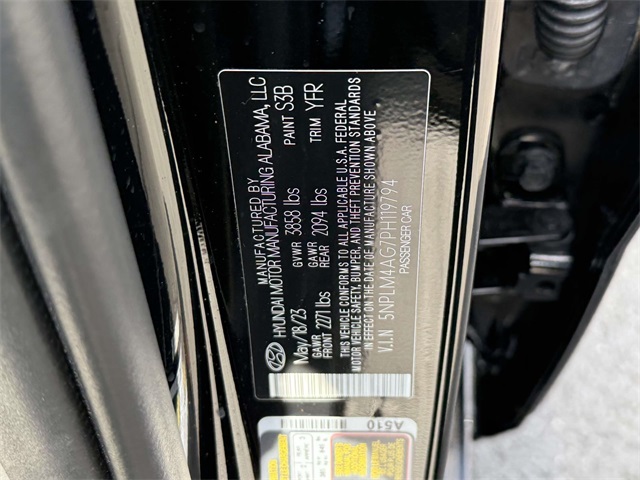 MANUFACTURED BY
HYUNDAI MOTOR MANUFACTURING ALABAMA, LLC
May/18/23 GVWR 3858 lbs PAINT S3B
GAWR FRONT 2271 lbs GAWR REAR 2094 lbs TRIM YFR
THIS VEHICLE CONFORMS TO ALL APPLICABLE U.S.A. FEDERAL
MOTOR VEHICLE SAFETY, BUMPER, AND THEFT PREVENTION STANDARDS
IN EFFECT ON THE DATE OF MANUFACTURE SHOWN ABOVE
V.I.N 5NPLM4AG7PH119794
PASSENGER CAR
A510